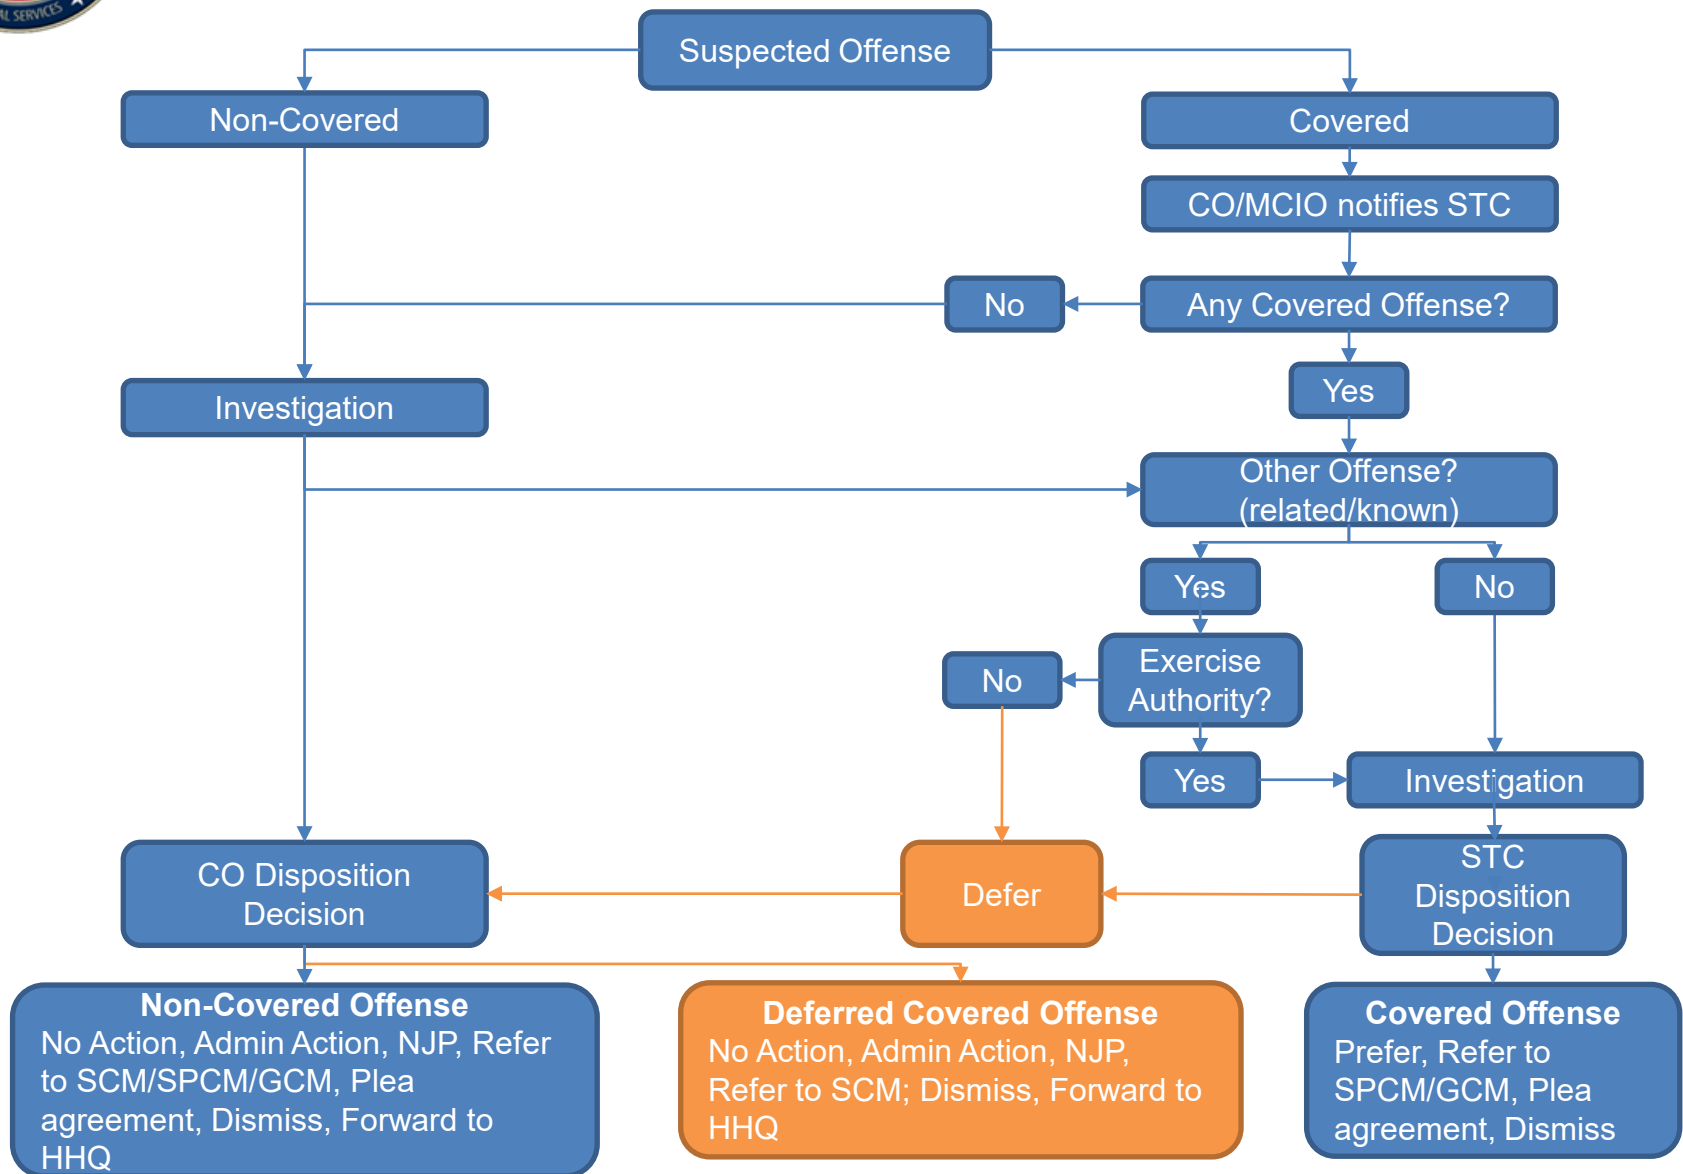 AL SERVICES
Suspected Offense
Non-Covered
Covered
CO/MCIO notifies STC
No
Any Covered Offense?
Yes
Investigation
Other Offense?
(related/known)
Yes
No
Exercise
Authority?
No
Yes
Investigation
CO Disposition
Decision
Defer
STC
Disposition
Decision
Non-Covered Offense
No Action, Admin Action, NJP, Refer
to SCM/SPCM/GCM, Plea
agreement, Dismiss, Forward to
HHQ
Deferred Covered Offense
No Action, Admin Action, NJP,
Refer to SCM; Dismiss, Forward to
HHQ
Covered Offense
Prefer, Refer to
SPCM/GCM, Plea
agreement, Dismiss